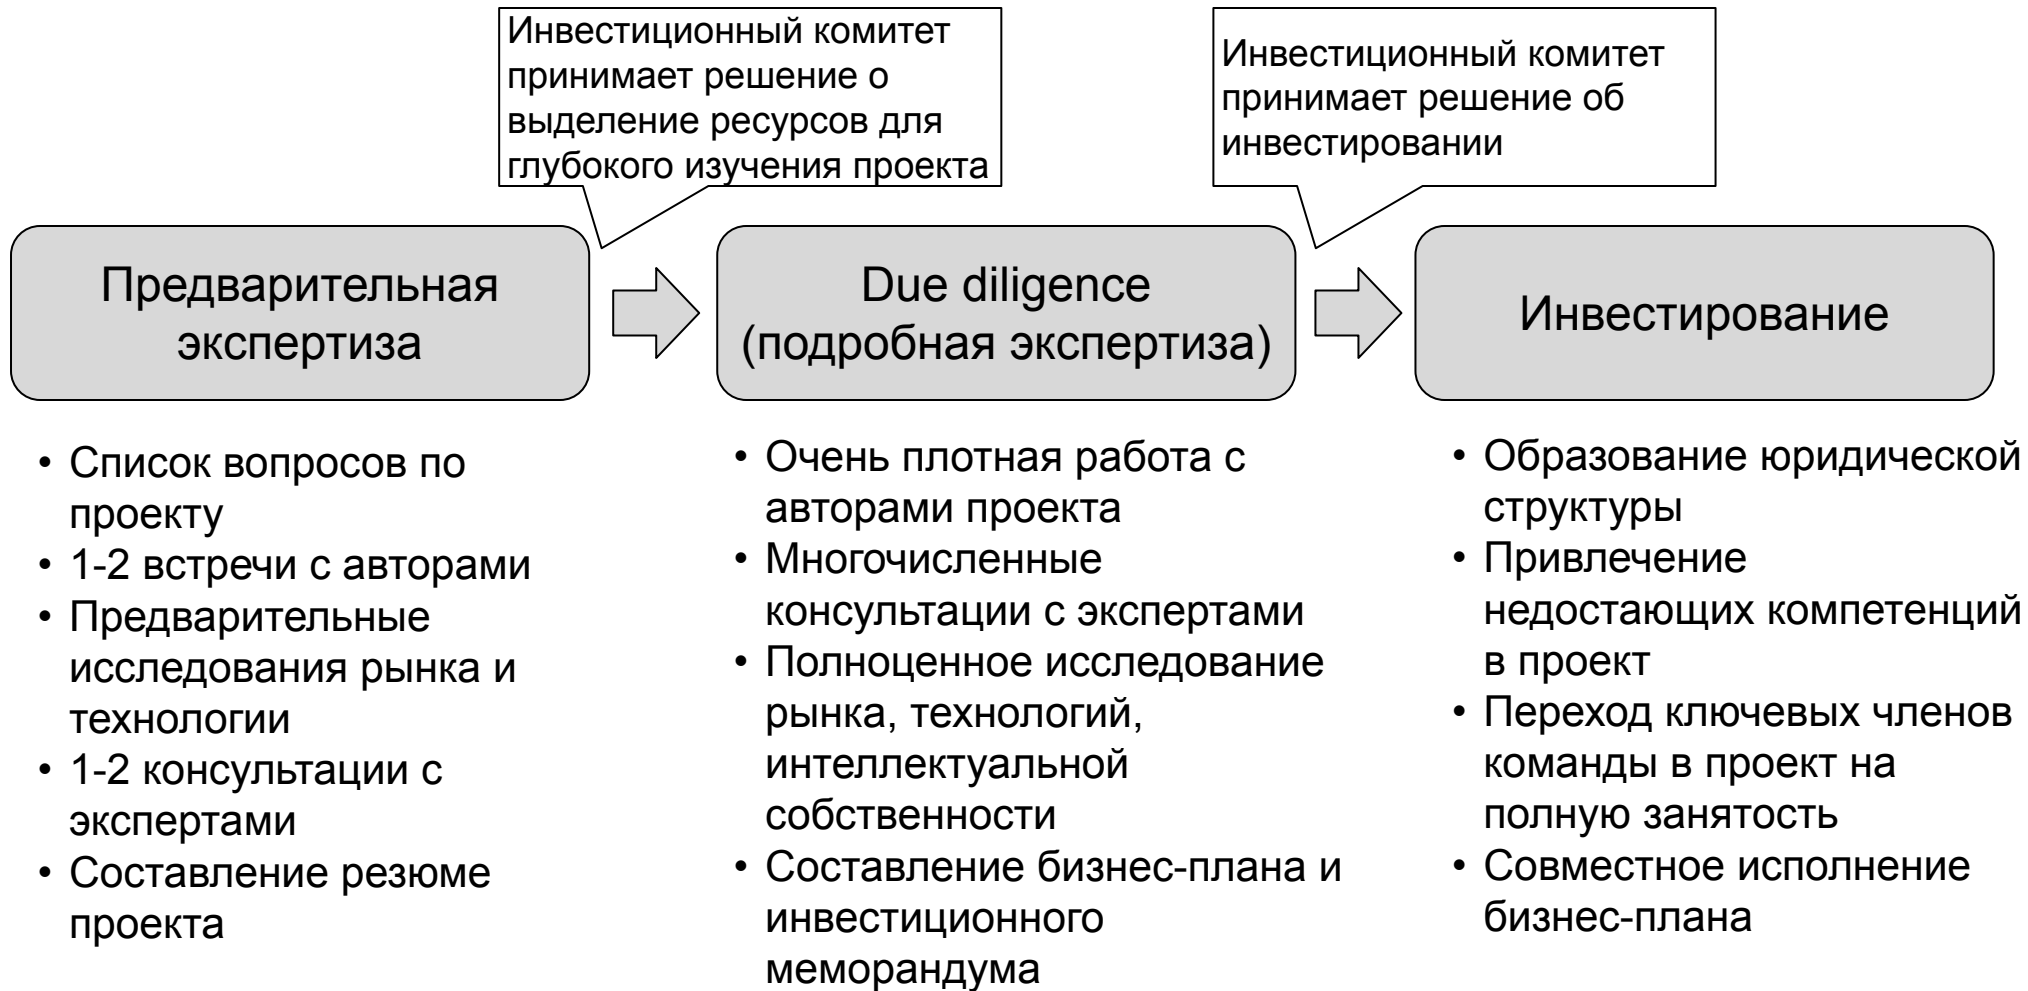 Инвестиционный комитет
принимает решение о
выделение ресурсов для
глубокого изучения проекта
Инвестиционный комитет
принимает решение об
инвестировании
Предварительная
экспертиза
Due diligence
(подробная экспертиза)
Инвестирование
• Список вопросов по
проекту
• 1-2 встречи с авторами
• Предварительные
исследования рынка и
технологии
• 1-2 консультации с
экспертами
• Составление резюме
проекта
• Очень плотная работа с
авторами проекта
• Многочисленные
консультации с экспертами
• Полноценное исследование
рынка, технологий,
интеллектуальной
собственности
• Составление бизнес-плана и
инвестиционного
меморандума
• Образование юридической
структуры
• Привлечение
недостающих компетенций
в проект
• Переход ключевых членов
команды в проект на
полную занятость
• Совместное исполнение
бизнес-плана